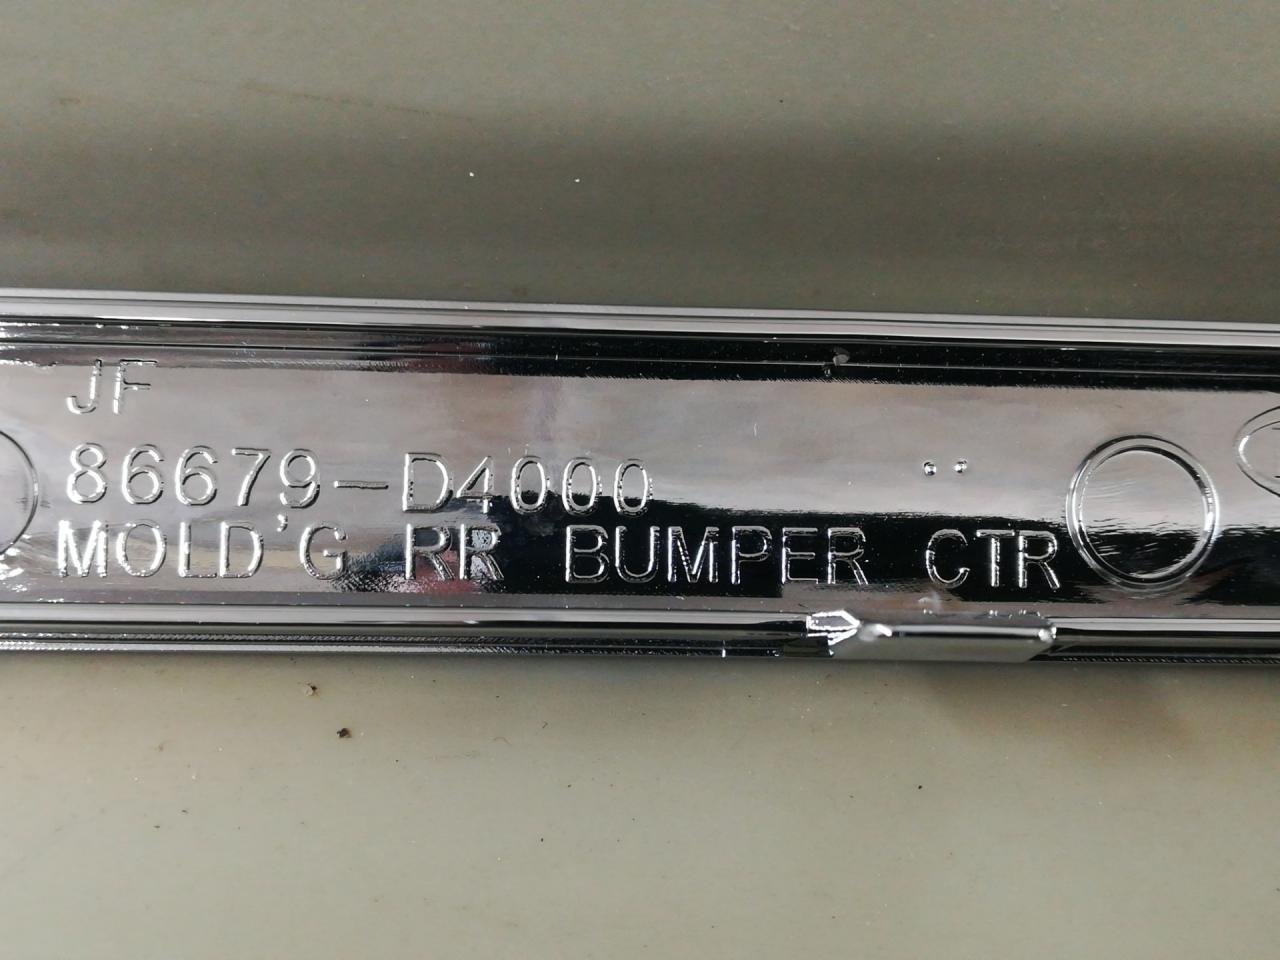 JF
86679-D4000
MOLD'G RR BUMPER CTR